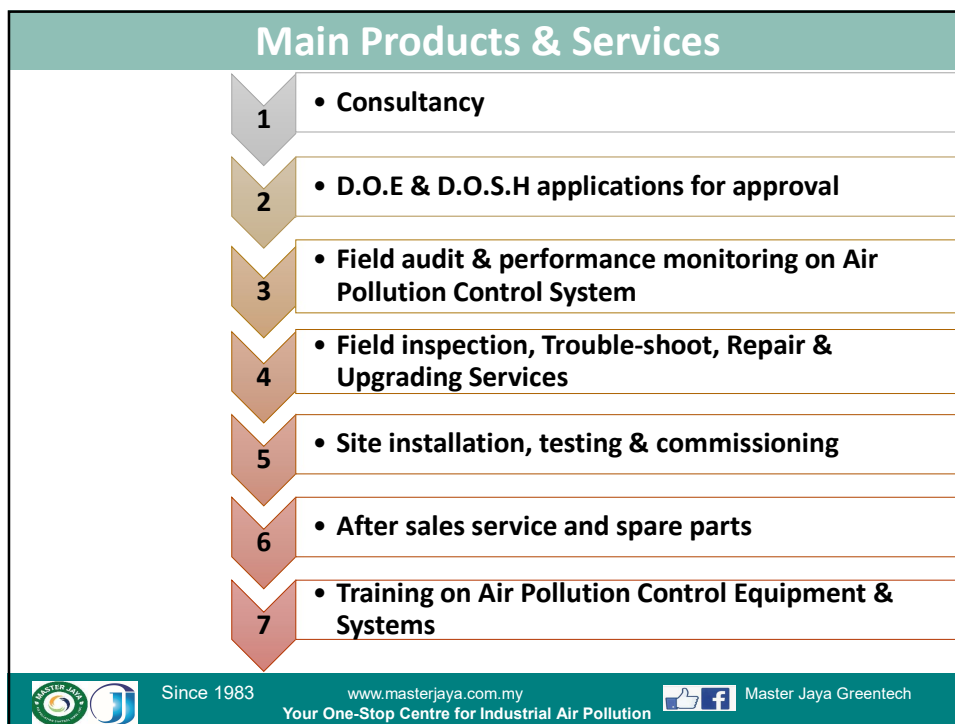 Main Products & Services
1
• Consultancy
2
• D.O.E & D.O.S.H applications for approval
3
• Field audit & performance monitoring on Air
Pollution Control System
4
• Field inspection, Trouble-shoot, Repair &
Upgrading Services
5
• Site installation, testing & commissioning
6
• After sales service and spare parts
7
• Training on Air Pollution Control Equipment &
Systems
MASTER JAYA
Since 1983
www.masterjaya.com.my
Master Jaya Greentech
Your One-Stop Centre for Industrial Air Pollution